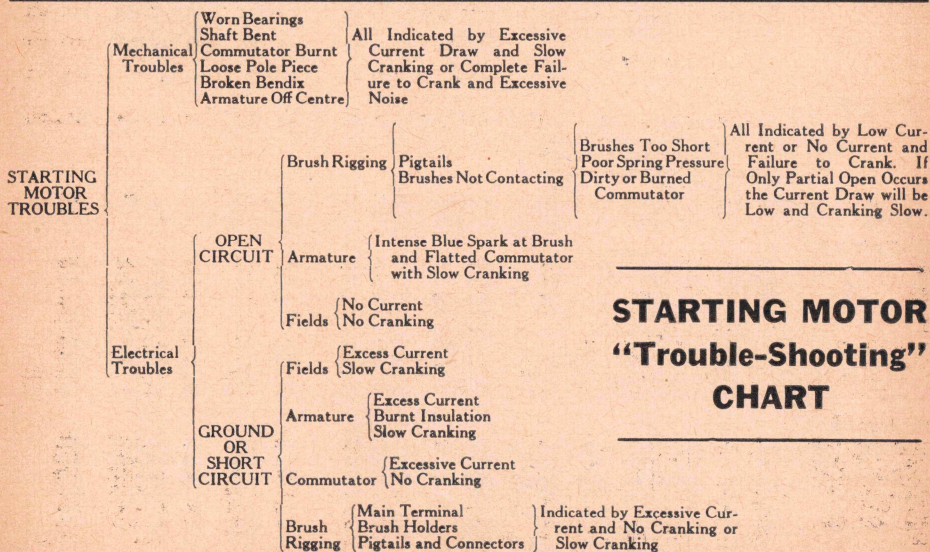 Worn Bearings
Shaft Bent
Commutator Burnt
Loose Pole Piece
Broken Bendix
Armature Off Centre
Mechanical
Troubles
All Indicated by Excessive
Current Draw and Slow
Cranking or Complete Fail-
ure to Crank and Excessive
Noise
STARTING
MOTOR
TROUBLES
Brush Rigging
Pigtails
Brushes Not Contacting
Brushes Too Short
Poor Spring Pressure
Dirty or Burned
Commutator
All Indicated by Low Cur-
rent or No Current and
Failure to Crank. If
Only Partial Open Occurs
the Current Draw will be
Low and Cranking Slow.
OPEN
CIRCUIT
Armature
Intense Blue Spark at Brush
and Flatted Commutator
with Slow Cranking
Fields
No Current
No Cranking
Electrical
Troubles
Fields
Excess Current
Slow Cranking
GROUND
OR
SHORT
CIRCUIT
Armature
Excess Current
Burnt Insulation
Slow Cranking
Commutator
Excessive Current
No Cranking
Brush
Rigging
Main Terminal
Brush Holders
Pigtails and Connectors
Indicated by Excessive Cur-
rent and No Cranking or
Slow Cranking
STARTING MOTOR
"Trouble-Shooting"
CHART